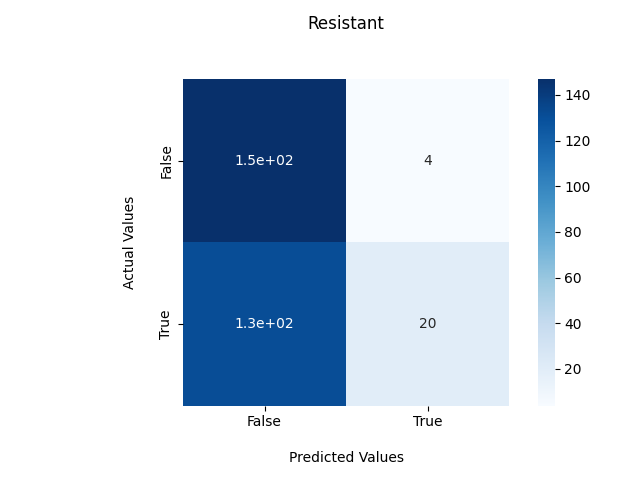 Resistant
140
120
100
80
60
40
20
Actual Values
False
True
1.5e+02
4
1.3e+02
20
False
True
Predicted Values